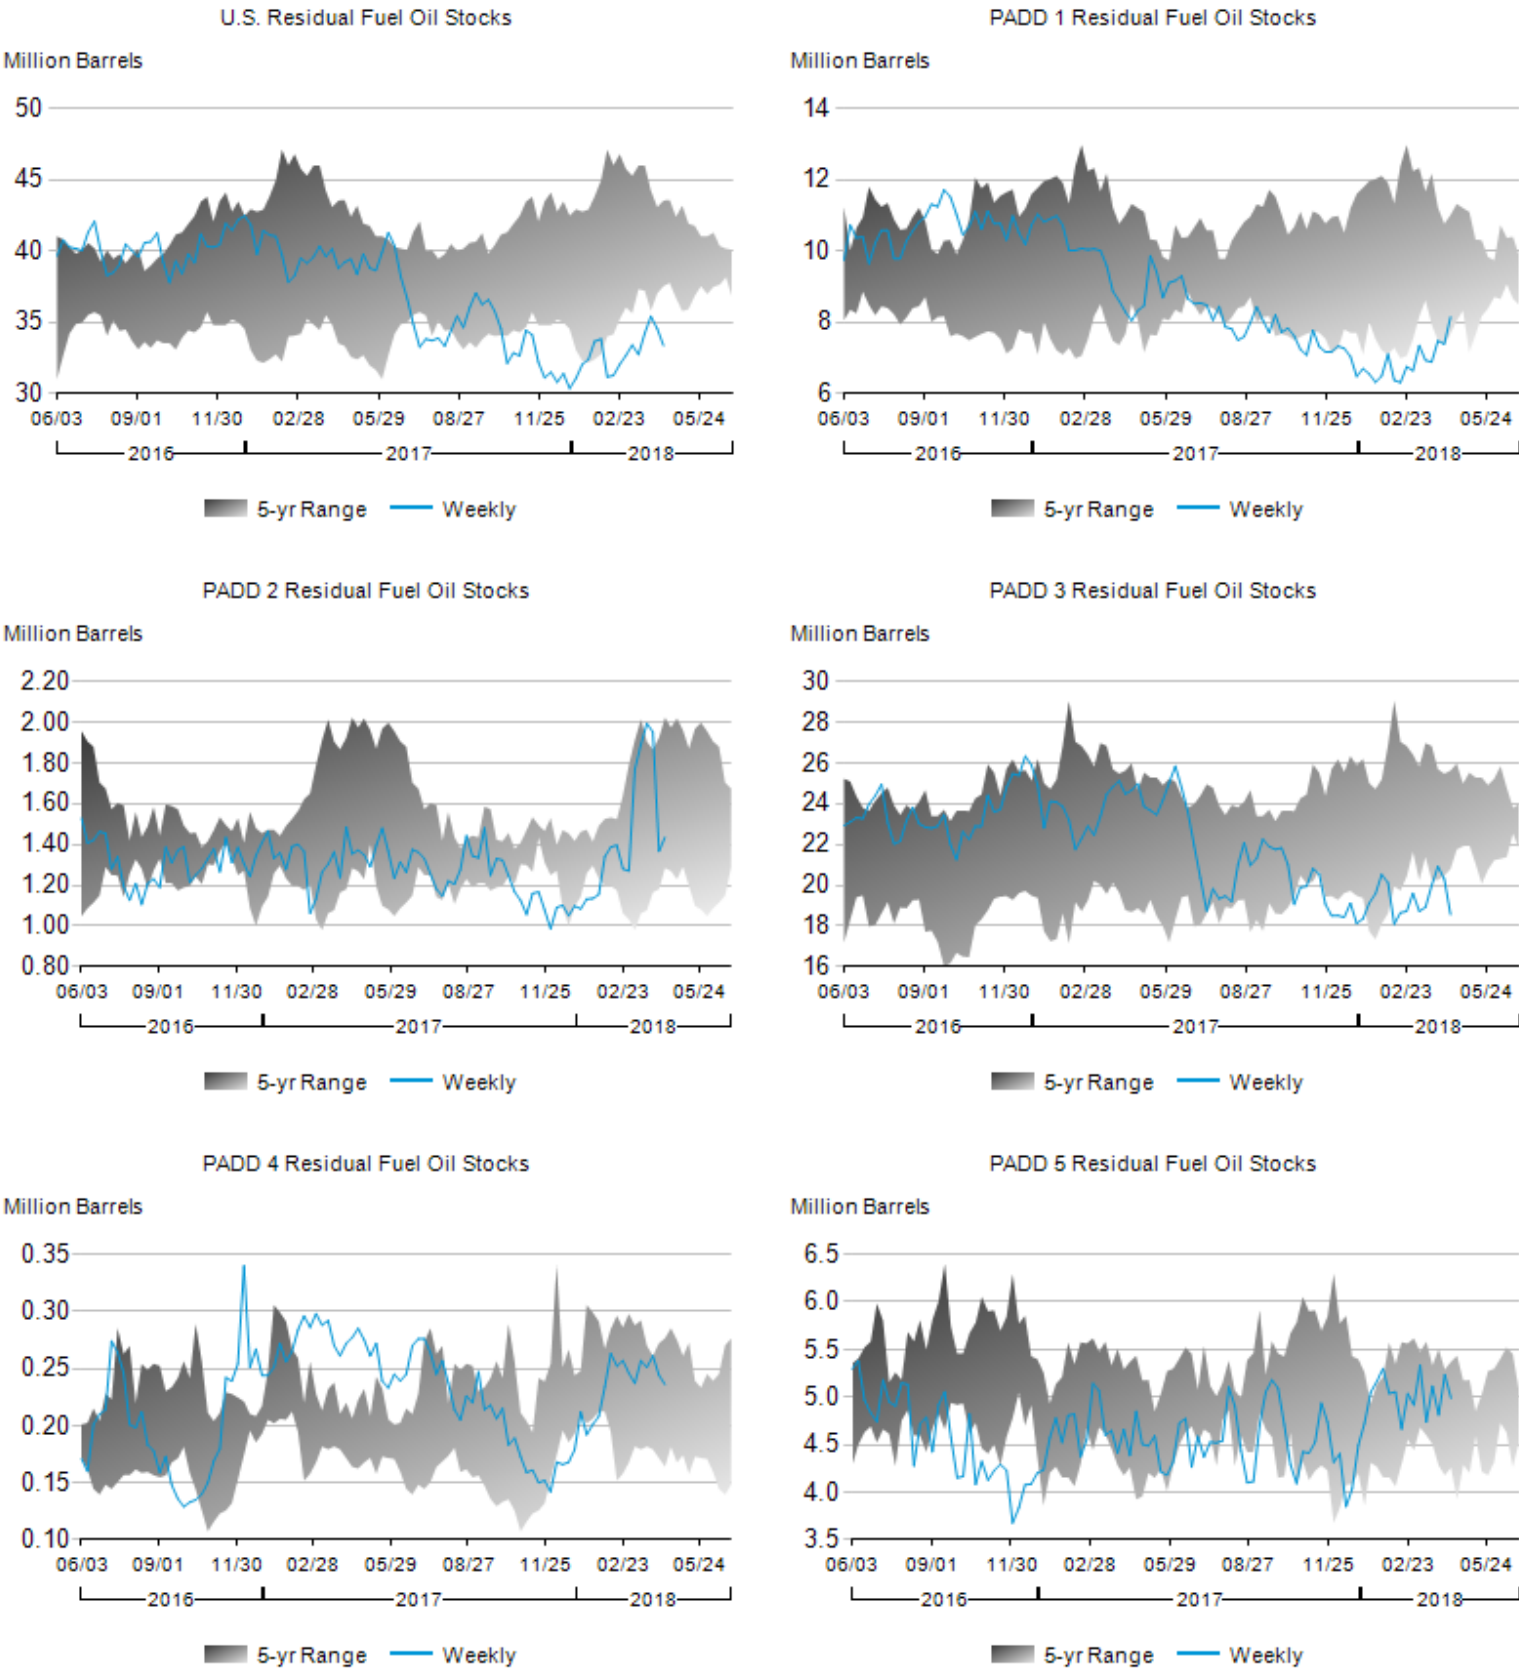 U.S. Residual Fuel Oil Stocks
Million Barrels
50
45
40
35
30
06/03 09/01 11/30 02/28 05/29 08/27 11/25 02/23 05/24
2016 2017 2018
5-yr Range Weekly
PADD 1 Residual Fuel Oil Stocks
Million Barrels
14
12
10
8
6
06/03 09/01 11/30 02/28 05/29 08/27 11/25 02/23 05/24
2016 2017 2018
5-yr Range Weekly
PADD 2 Residual Fuel Oil Stocks
Million Barrels
2.20
2.00
1.80
1.60
1.40
1.20
1.00
0.80
06/03 09/01 11/30 02/28 05/29 08/27 11/25 02/23 05/24
2016 2017 2018
5-yr Range Weekly
PADD 3 Residual Fuel Oil Stocks
Million Barrels
30
28
26
24
22
20
18
16
06/03 09/01 11/30 02/28 05/29 08/27 11/25 02/23 05/24
2016 2017 2018
5-yr Range Weekly
PADD 4 Residual Fuel Oil Stocks
Million Barrels
0.35
0.30
0.25
0.20
0.15
0.10
06/03 09/01 11/30 02/28 05/29 08/27 11/25 02/23 05/24
2016 2017 2018
5-yr Range Weekly
PADD 5 Residual Fuel Oil Stocks
Million Barrels
6.5
6.0
5.5
5.0
4.5
4.0
3.5
06/03 09/01 11/30 02/28 05/29 08/27 11/25 02/23 05/24
2016 2017 2018
5-yr Range Weekly